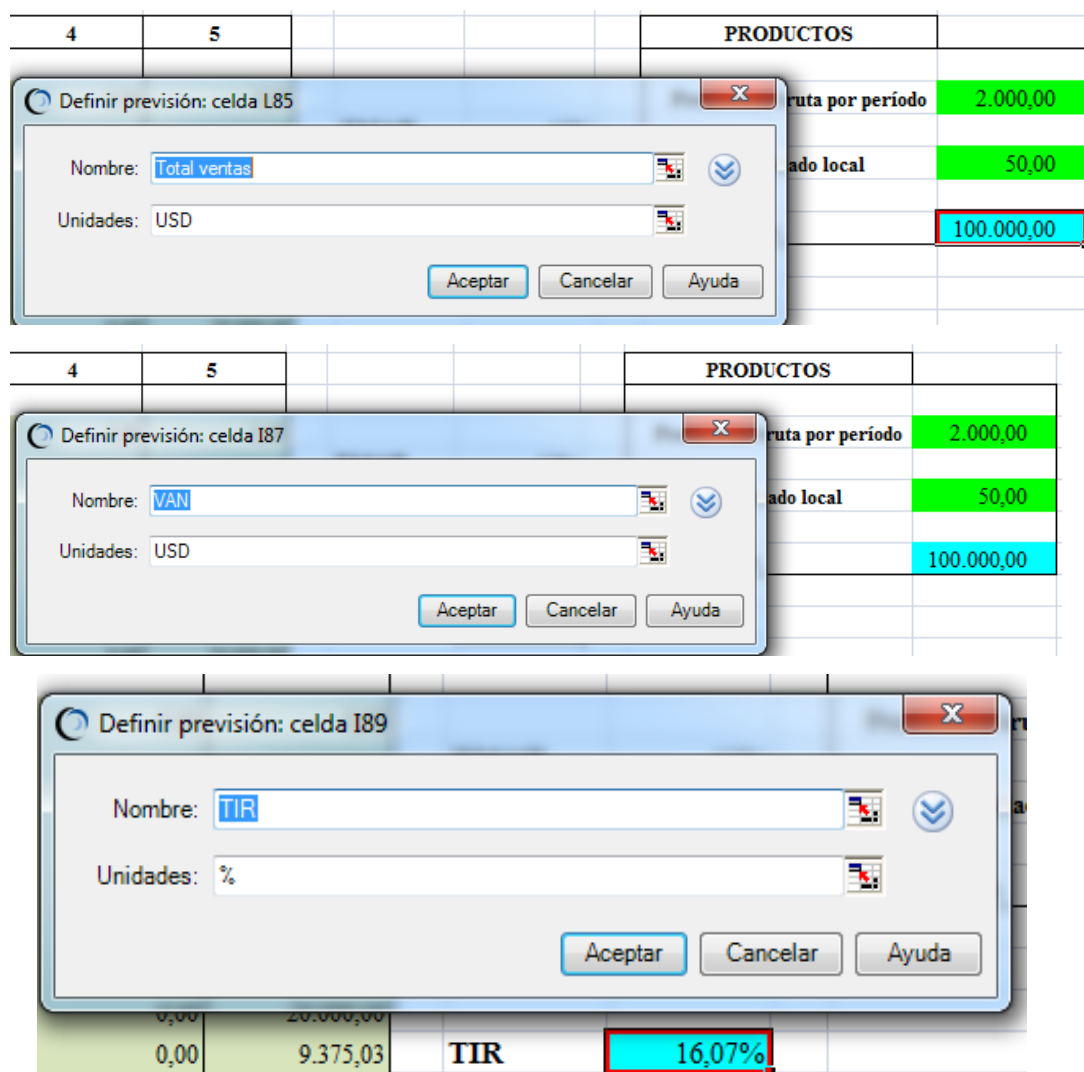 4 5 PRODUCTOS
Definir previsión: celda L85
ruta por período 2.000,00
Nombre: Total ventas
ado local 50,00
Unidades: USD
100.000,00
Aceptar Cancelar Ayuda
4 5 PRODUCTOS
Definir previsión: celda I87
ruta por período 2.000,00
Nombre: VAN
ado local 50,00
Unidades: USD
100.000,00
Aceptar Cancelar Ayuda
Definir previsión: celda I89
Nombre: TIR
Unidades: %
Aceptar Cancelar Ayuda
0,00 20.000,00
0,00 9.375,03 TIR 16,07%